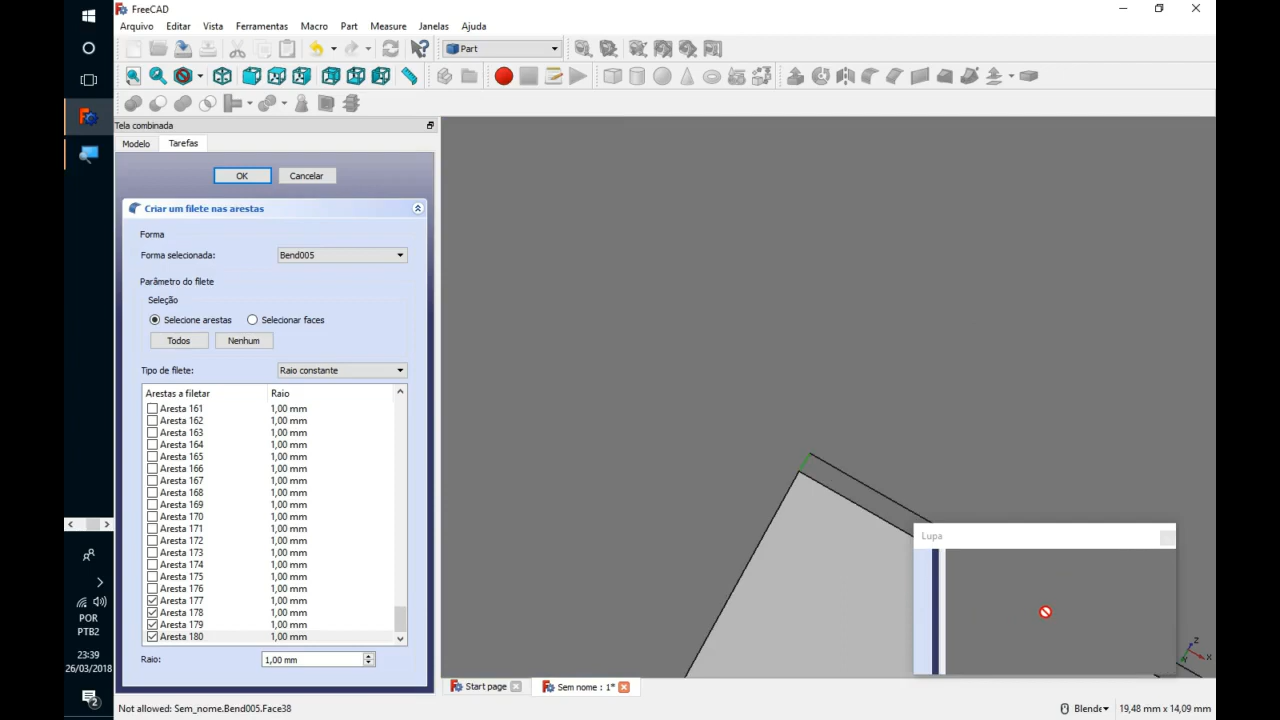 FreeCAD
Arquivo Editar Vista Ferramentas Macro Part Measure Janelas Ajuda
Part
Tela combinada
Modelo Tarefas
OK Cancelar
Criar um filete nas arestas
Forma
Forma selecionada: Bend005
Parâmetro do filete
Seleção
Selecione arestas Selecionar faces
Todos Nenhum
Tipo de filete: Raio constante
Arestas a filetar Raio
Aresta 161 1,00 mm
Aresta 162 1,00 mm
Aresta 163 1,00 mm
Aresta 164 1,00 mm
Aresta 165 1,00 mm
Aresta 166 1,00 mm
Aresta 167 1,00 mm
Aresta 168 1,00 mm
Aresta 169 1,00 mm
Aresta 170 1,00 mm
Aresta 171 1,00 mm
Aresta 172 1,00 mm
Aresta 173 1,00 mm
Aresta 174 1,00 mm
Aresta 175 1,00 mm
Aresta 176 1,00 mm
Aresta 177 1,00 mm
Aresta 178 1,00 mm
Aresta 179 1,00 mm
Aresta 180 1,00 mm
Raio: 1,00 mm
Lupa
Z
X
Y
Start page Sem nome : 1*
Not allowed: Sem_nome.Bend005.Face38
Blende 19,48 mm x 14,09 mm
POR
PTB2
23:39
26/03/2018
2